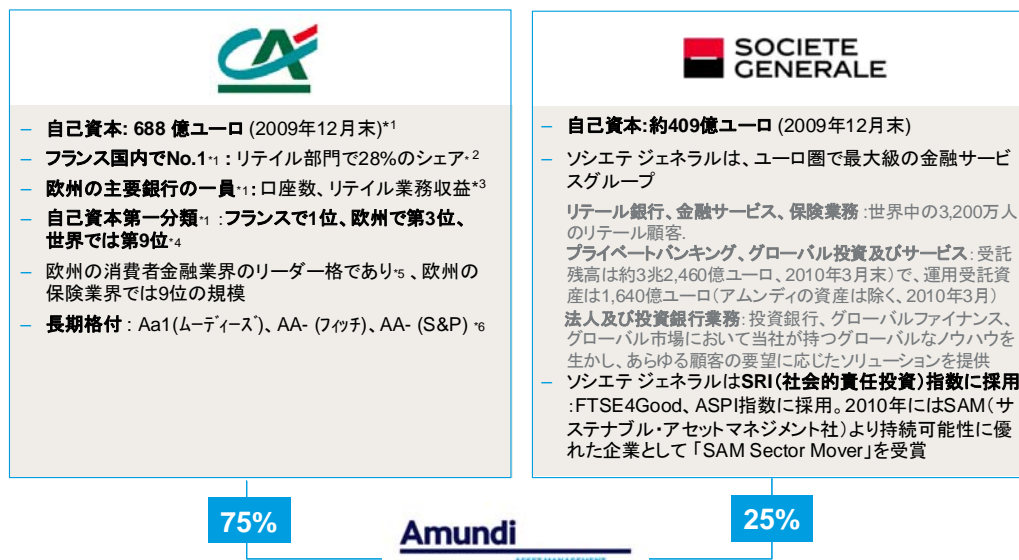 CA
– 自己資本: 688 億ユーロ (2009年12月末)*1
– フランス国内でNo.1*1 : リテイル部門で28%のシェア*2
– 欧州の主要銀行の一員*1: 口座数、リテイル業務収益*3
– 自己資本第一分類*1 :フランスで1位、欧州で第3位、
世界では第9位*4
– 欧州の消費者金融業界のリーダー格であり*5 、欧州の
保険業界では9位の規模
– 長期格付 : Aa1(ムーディーズ)、AA- (フィッチ)、AA- (S&P) *6
SOCIETE
GENERALE
– 自己資本:約409億ユーロ (2009年12月末)
– ソシエテ ジェネラルは、ユーロ圏で最大級の金融サービ
スグループ
リテール銀行、金融サービス、保険業務 :世界中の3,200万人
のリテール顧客.
プライベートバンキング、グローバル投資及びサービス: 受託
残高は約3兆2,460億ユーロ、2010年3月末)で、運用受託資
産は1,640億ユーロ(アムンディの資産は除く、2010年3月)
法人及び投資銀行業務: 投資銀行、グローバルファイナンス、
グローバル市場において当社が持つグローバルなノウハウを
生かし、あらゆる顧客の要望に応じたソリューションを提供
– ソシエテ ジェネラルはSRI(社会的責任投資)指数に採用
:FTSE4Good、ASPI指数に採用。2010年にはSAM(サ
ステナブル・アセットマネジメント社)より持続可能性に優
れた企業として 「SAM Sector Mover」を受賞
75%
25%
Amundi
ASSET MANAGEMENT